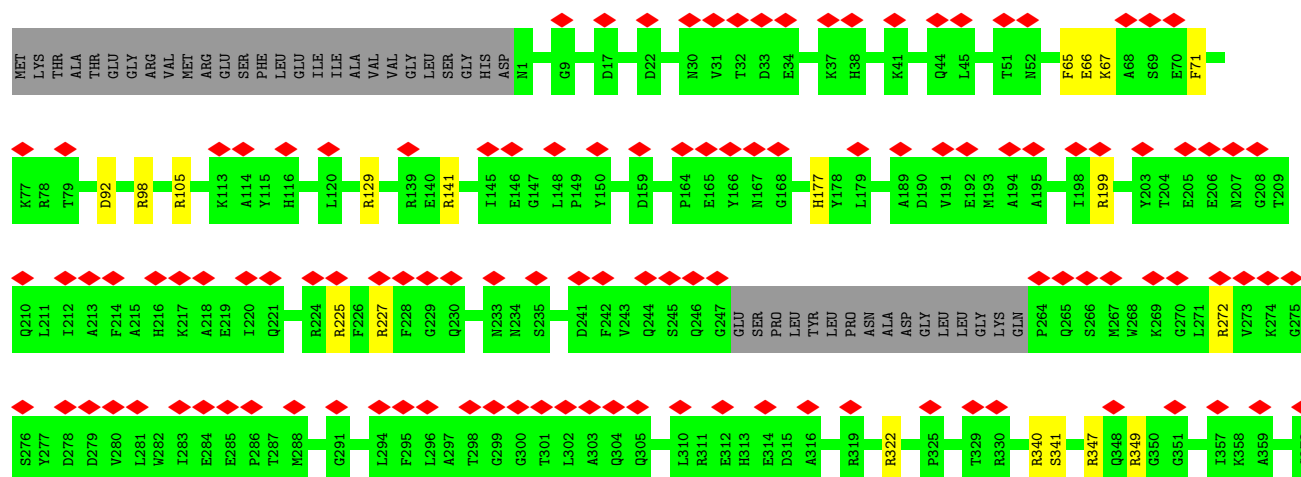 MET LYS THR ALA THR GLU GLY ARG VAL MET ARG GLU SER PHE LEU GLU ILE ILE ALA VAL VAL GLY LEU SER GLY HIS ASP N1 G9 D17 D22 N30 V31 T32 D33 E34 K37 H38 K41 Q44 L45 T51 N52 F65 E66 K67 A68 S69 E70 F71
K77 R78 T79 D92 R98 R105 K113 A114 Y115 H116 L120 R129 R139 E140 R141 I145 E146 G147 L148 P149 Y150 D159 P164 E165 Y166 N167 G168 H177 Y178 L179 A189 D190 V191 E192 M193 A194 A195 I198 R199 Y203 T204 E205 E206 N207 G208 T209
Q210 L211 I212 A213 F214 A215 H216 K217 A218 E219 I220 Q221 R224 R225 F226 R227 F228 G229 Q230 N233 N234 S235 D241 P242 V243 Q244 S245 Q246 G247 GLU SER PRO LEU TYR LEU PRO ASN ALA ASP GLY LEU LEU GLY LYS GLN P264 Q265 S266 M267 W268 K269 G270 L271 R272 V273 K274 G275
S276 Y277 D278 D279 V280 L281 W282 I283 E284 E285 P286 T287 M288 G291 L294 F295 L296 A297 T298 G299 G300 T301 L302 A303 Q304 Q305 L310 R311 E312 H313 E314 D315 A316 R319 R322 P325 T329 R330 R340 S341 R347 Q348 R349 G350 G351 I357 K358 A359